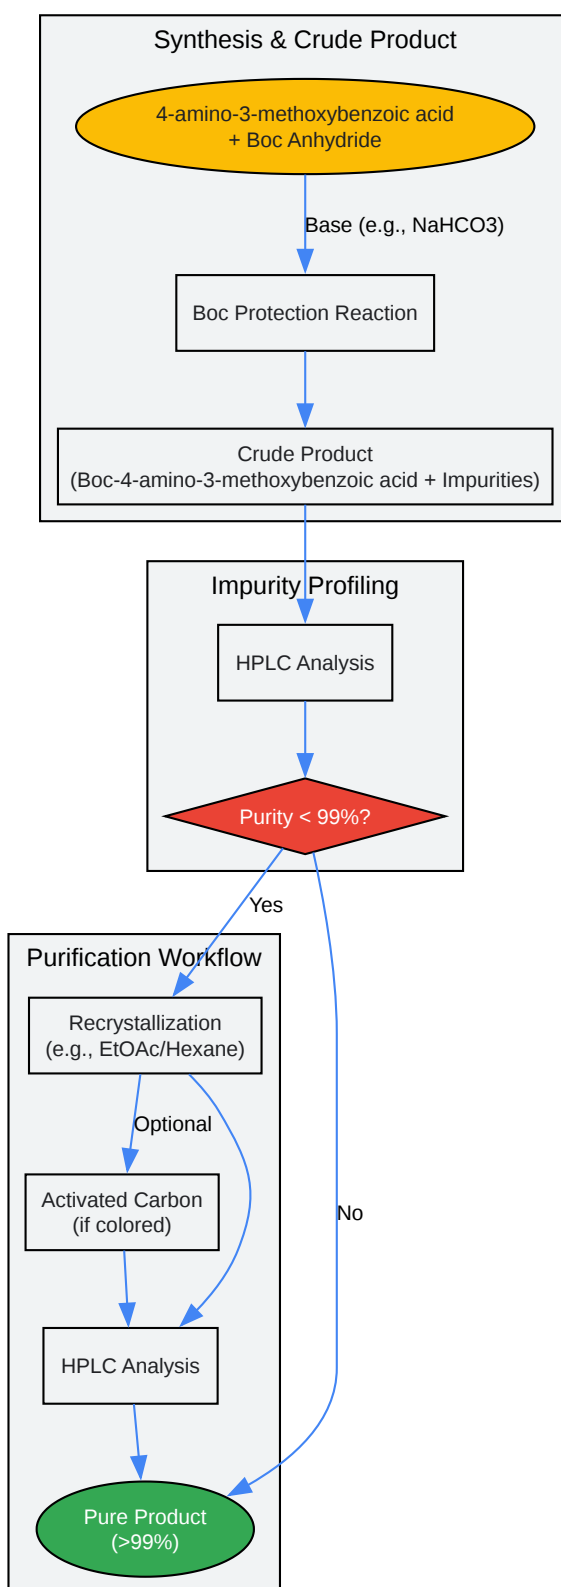 Synthesis & Crude Product
4-amino-3-methoxybenzoic acid
+ Boc Anhydride
Base (e.g., NaHCO3)
Boc Protection Reaction
Crude Product
(Boc-4-amino-3-methoxybenzoic acid + Impurities)
Impurity Profiling
HPLC Analysis
Purity < 99%?
Yes
Purification Workflow
Recrystallization
(e.g., EtOAc/Hexane)
Optional
Activated Carbon
(if colored)
No
HPLC Analysis
Pure Product
(>99%)